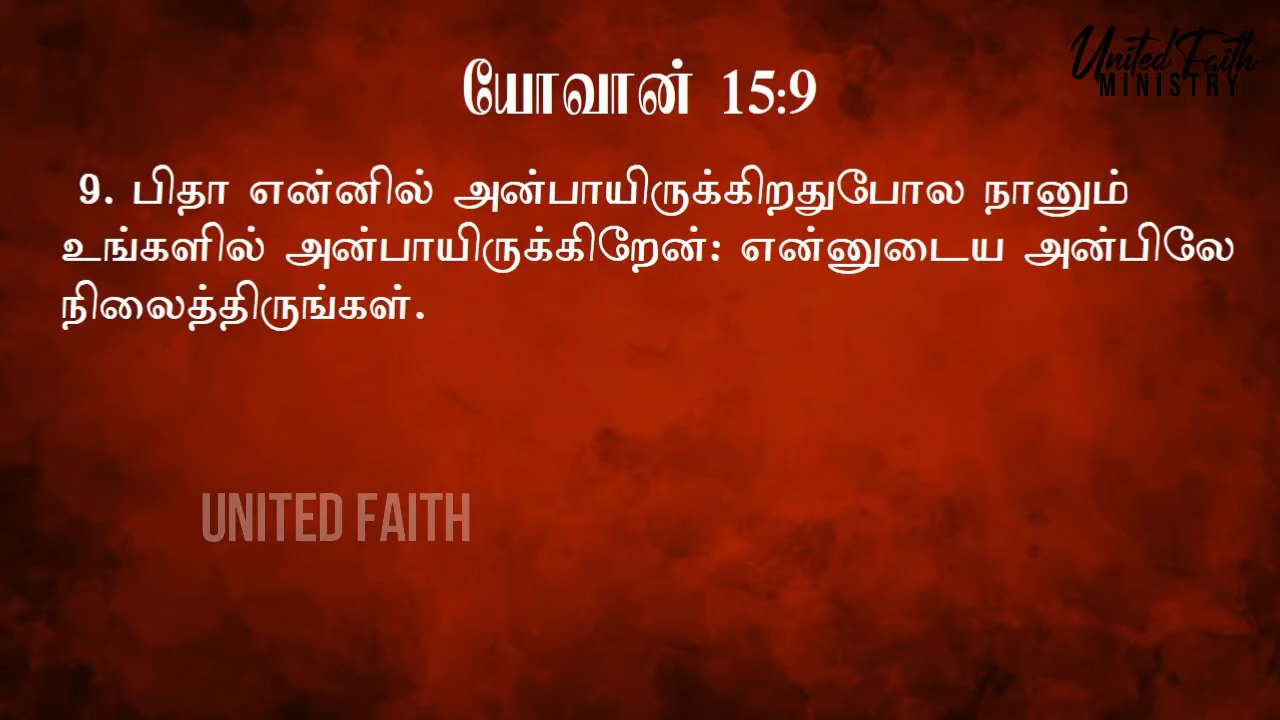 United Faith
MINISTRY
யோவான் 15:9
9. பிதா என்னில் அன்பாயிருக்கிறதுபோல நானும்
உங்களில் அன்பாயிருக்கிறேன்: என்னுடைய அன்பிலே
நிலைத்திருங்கள்.
UNITED FAITH